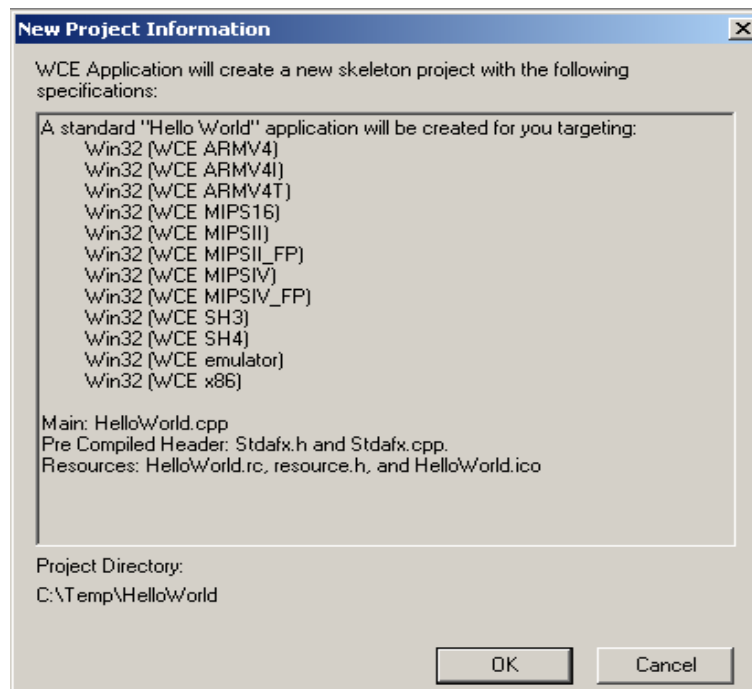 New Project Information
WCE Application will create a new skeleton project with the following
specifications:
A standard "Hello World" application will be created for you targeting:
Win32 (WCE ARMV4)
Win32 (WCE ARMV4I)
Win32 (WCE ARMV4T)
Win32 (WCE MIPS16)
Win32 (WCE MIPSII)
Win32 (WCE MIPSII_FP)
Win32 (WCE MIPSIV)
Win32 (WCE MIPSIV_FP)
Win32 (WCE SH3)
Win32 (WCE SH4)
Win32 (WCE emulator)
Win32 (WCE x86)
Main: HelloWorld.cpp
Pre Compiled Header: Stdafx.h and Stdafx.cpp.
Resources: HelloWorld.rc, resource.h, and HelloWorld.ico
Project Directory:
C:\Temp\HelloWorld
OK Cancel